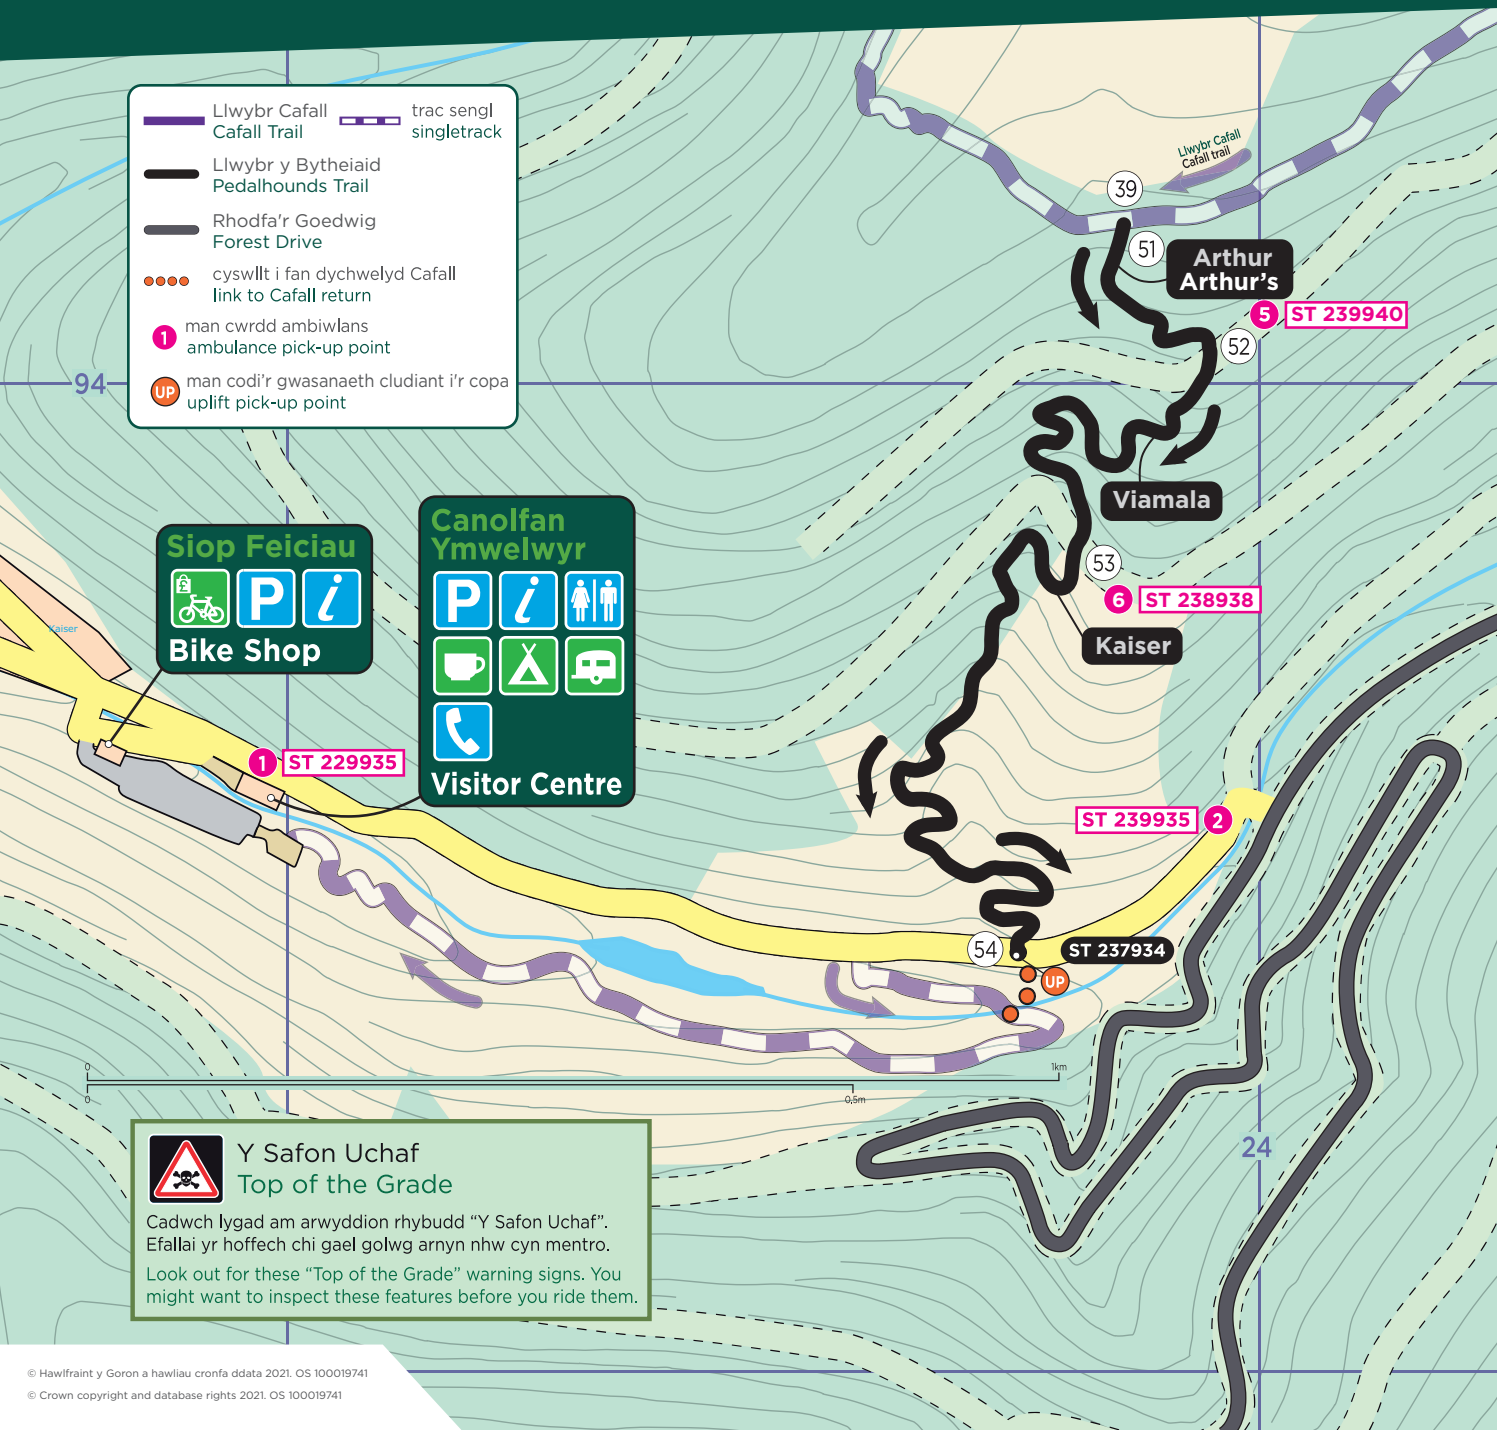 Llwybr Cafall
Cafall Trail
trac sengl
singletrack
Llwybr y Bytheiaid
Pedalhounds Trail
Rhodfa'r Goedwig
Forest Drive
cyswllt i fan dychwelyd Cafall
link to Cafall return
1
man cwrdd ambiwlans
ambulance pick-up point
UP
man codi'r gwasanaeth cludiant i'r copa
uplift pick-up point
94
Llwybr Cafall
Cafall trail
39
51
Arthur
Arthur's
5
ST 239940
52
Viamala
53
6
ST 238938
Kaiser
Siop Feiciau
£
P
i
Bike Shop
Kaiser
Canolfan
Ymwelwyr
P
i
Visitor Centre
1
ST 229935
ST 239935
2
54
ST 237934
UP
0
1km
0
0.5m
24
Y Safon Uchaf
Top of the Grade
Cadwch lygad am arwyddion rhybudd “Y Safon Uchaf”.
Efallai yr hoffech chi gael golwg arnyn nhw cyn mentro.
Look out for these “Top of the Grade” warning signs. You
might want to inspect these features before you ride them.
© Hawlfraint y Goron a hawliau cronfa ddata 2021. OS 100019741
© Crown copyright and database rights 2021. OS 100019741